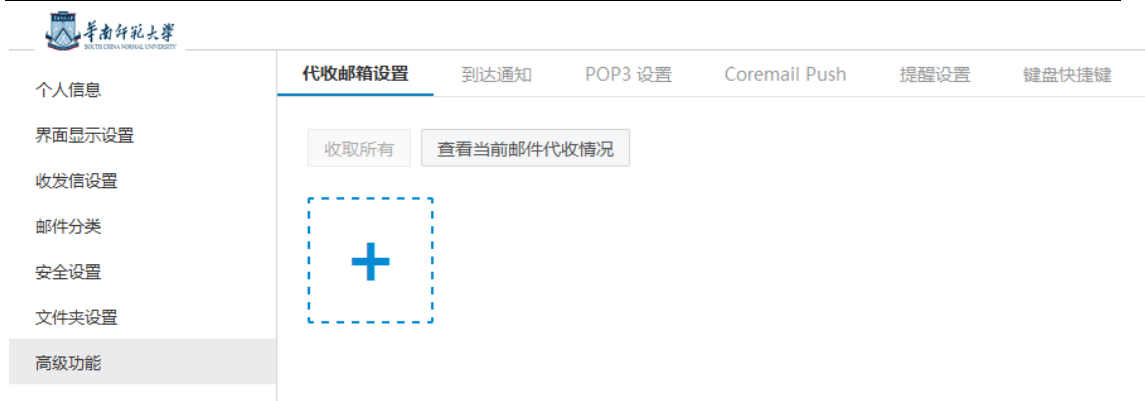 華南師範大學
SOUTH CHINA NORMAL UNIVERSITY
个人信息
界面显示设置
收发信设置
邮件分类
安全设置
文件夹设置
高级功能
代收邮箱设置 到达通知 POP3 设置 Coremail Push 提醒设置 键盘快捷键
收取所有 查看当前邮件代收情况